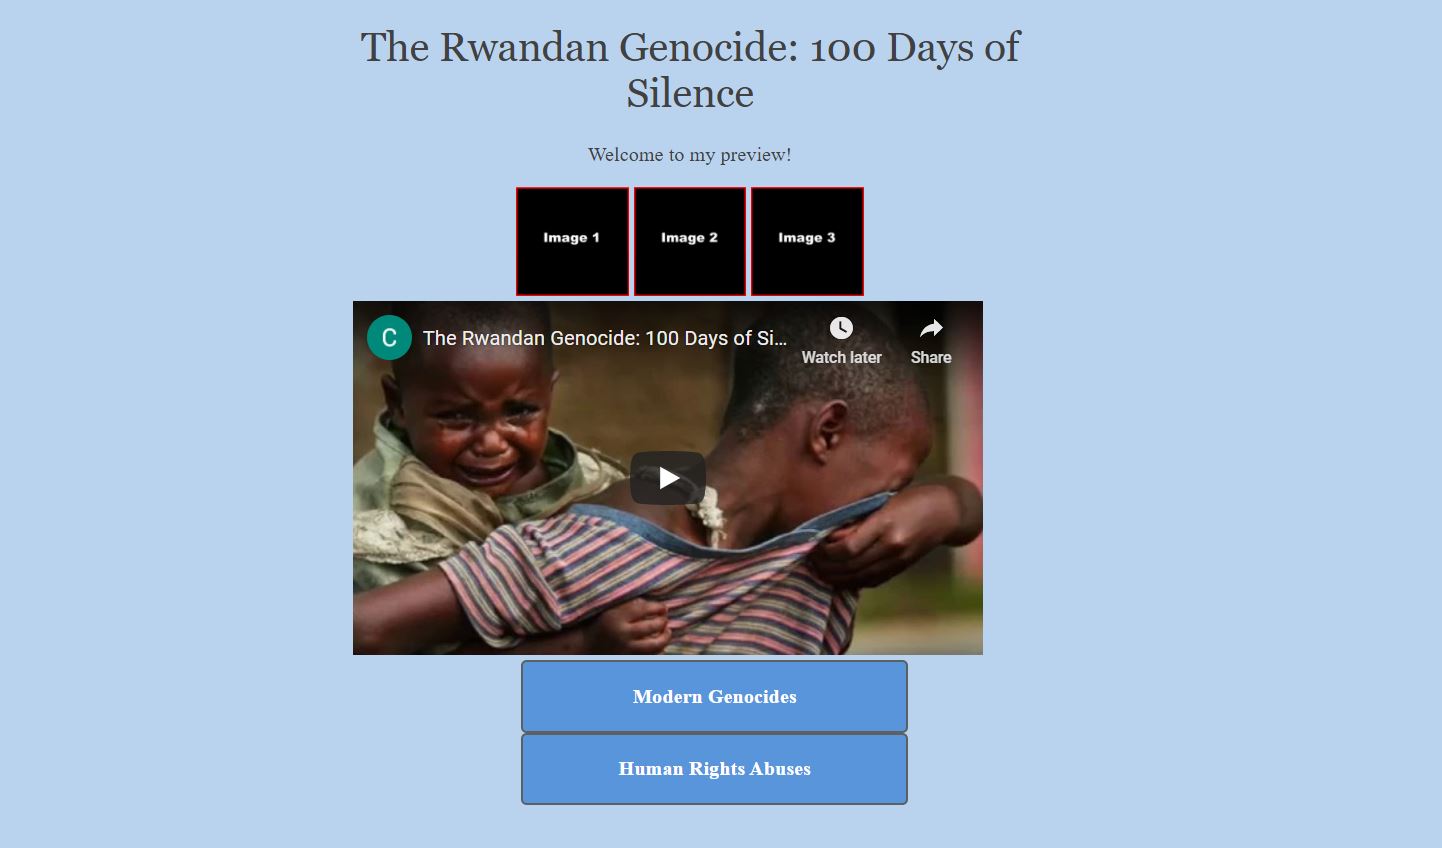 The Rwandan Genocide: 100 Days of
Silence
Welcome to my preview!
Image 1 Image 2 Image 3
C The Rwandan Genocide: 100 Days of Si...
Watch later Share
Modern Genocides
Human Rights Abuses